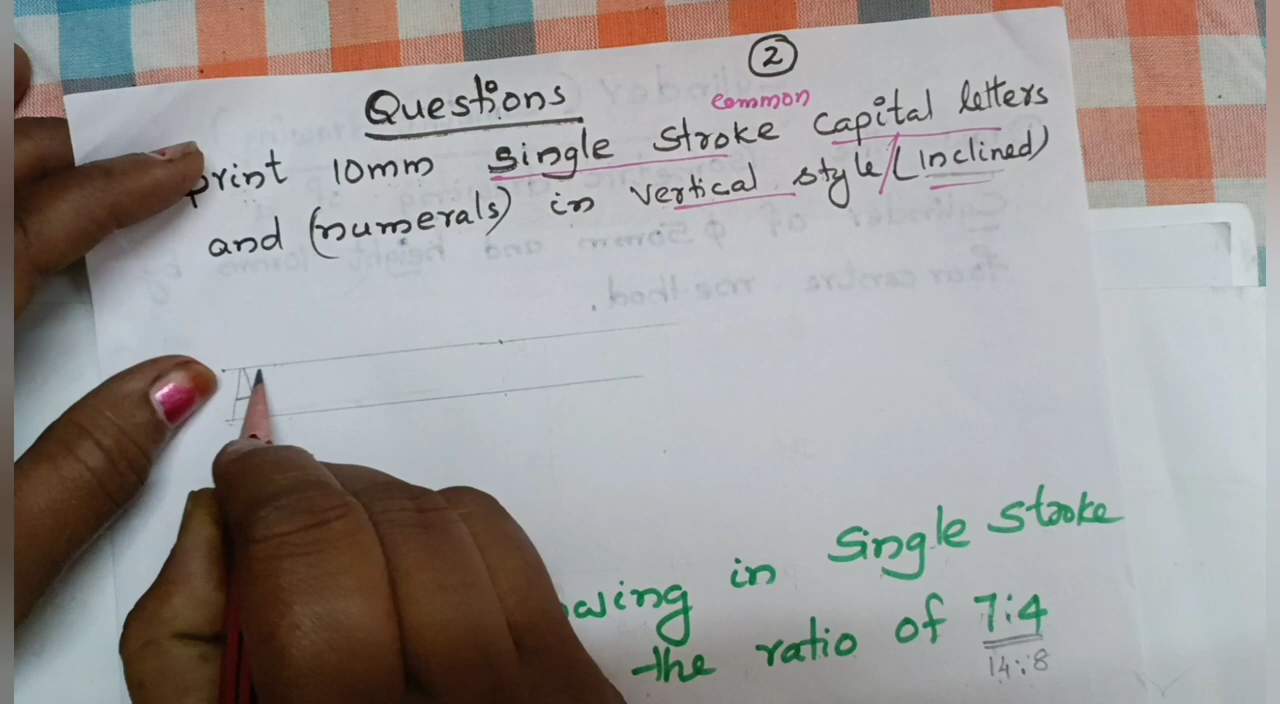 2
Questions
common
print 10mm single stroke capital letters
and (numerals) in vertical style/(inclined)
A
in single stroke
the ratio of 7:4
14:8